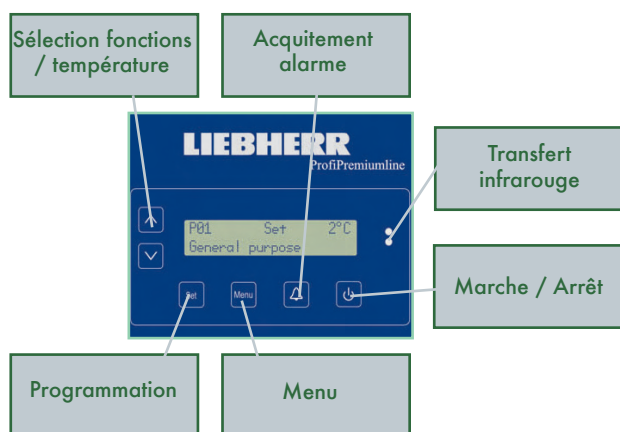 Sélection fonctions
/ température
Acquitement
alarme
LIEBHERR
ProfiPremiumline
Transfert
infrarouge
P01 Set 2°C
General purpose
Set Menu
Marche / Arrêt
Programmation
Menu